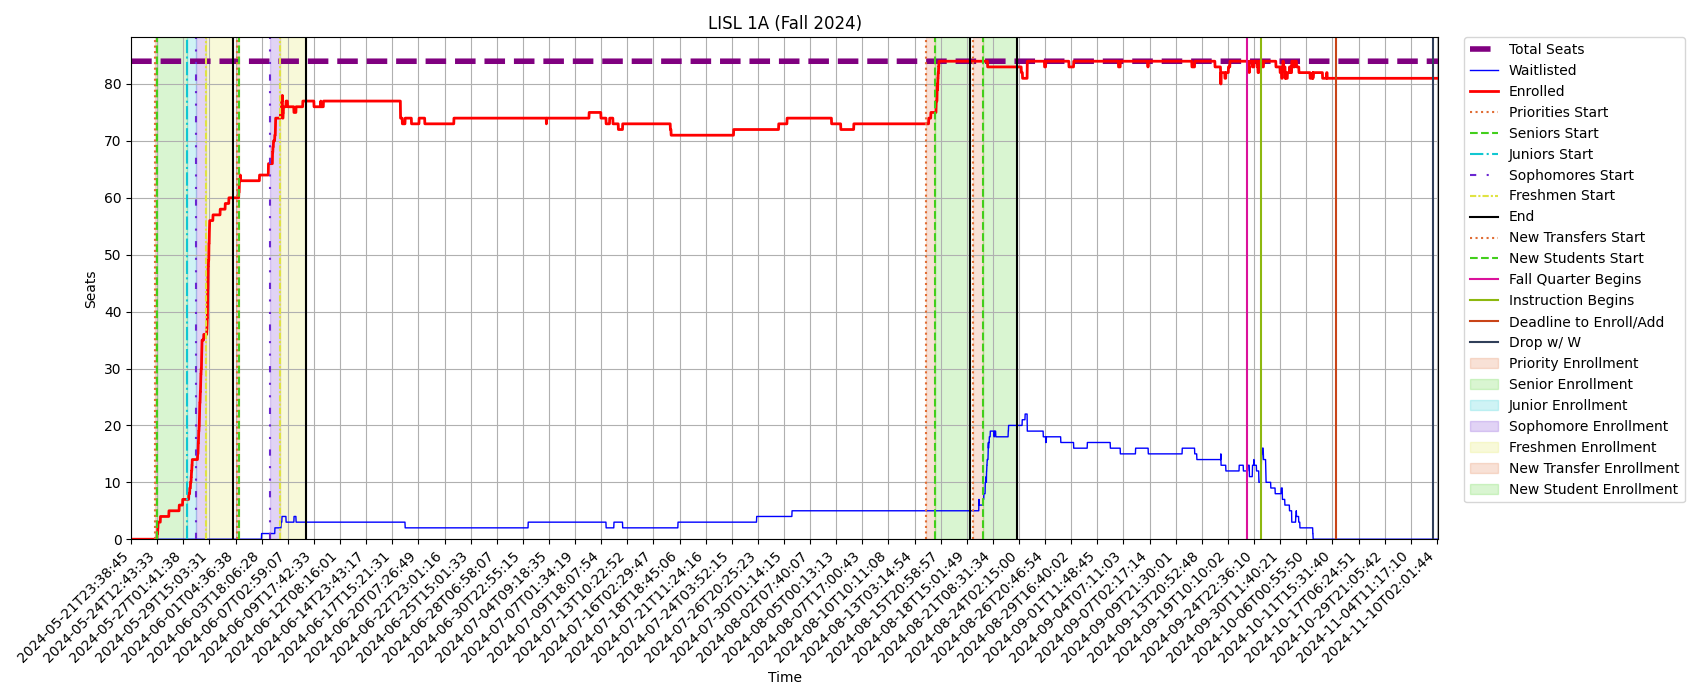 LISL 1A (Fall 2024)
Seats
80
70
60
50
40
30
20
10
0
2024-05-21T23:38:45
2024-05-24T12:43:33
2024-05-27T01:41:38
2024-05-29T15:03:31
2024-06-01T04:36:38
2024-06-03T18:06:28
2024-06-07T02:59:07
2024-06-09T17:42:33
2024-06-12T08:16:01
2024-06-14T23:43:17
2024-06-17T15:21:31
2024-06-20T07:26:49
2024-06-22T23:01:16
2024-06-25T15:01:33
2024-06-28T06:58:07
2024-06-30T22:55:15
2024-07-04T09:18:35
2024-07-07T01:34:19
2024-07-09T18:07:54
2024-07-13T10:22:52
2024-07-16T02:29:47
2024-07-18T18:45:06
2024-07-21T11:24:16
2024-07-24T03:52:15
2024-07-26T20:25:23
2024-07-30T01:14:15
2024-08-02T07:40:07
2024-08-05T00:13:13
2024-08-07T17:00:43
2024-08-10T10:11:08
2024-08-13T03:14:54
2024-08-15T20:58:57
2024-08-18T15:01:49
2024-08-21T08:31:34
2024-08-24T02:15:00
2024-08-26T20:46:54
2024-08-29T16:40:02
2024-09-01T11:48:45
2024-09-04T07:11:03
2024-09-07T02:17:14
2024-09-09T21:30:01
2024-09-13T20:52:48
2024-09-19T10:10:02
2024-09-24T22:36:10
2024-09-30T11:40:21
2024-10-06T00:55:50
2024-10-11T15:31:40
2024-10-17T06:24:51
2024-10-29T21:05:42
2024-11-04T11:17:10
2024-11-10T02:01:44
Time
Total Seats
Waitlisted
Enrolled
Priorities Start
Seniors Start
Juniors Start
Sophomores Start
Freshmen Start
End
New Transfers Start
New Students Start
Fall Quarter Begins
Instruction Begins
Deadline to Enroll/Add
Drop w/ W
Priority Enrollment
Senior Enrollment
Junior Enrollment
Sophomore Enrollment
Freshmen Enrollment
New Transfer Enrollment
New Student Enrollment